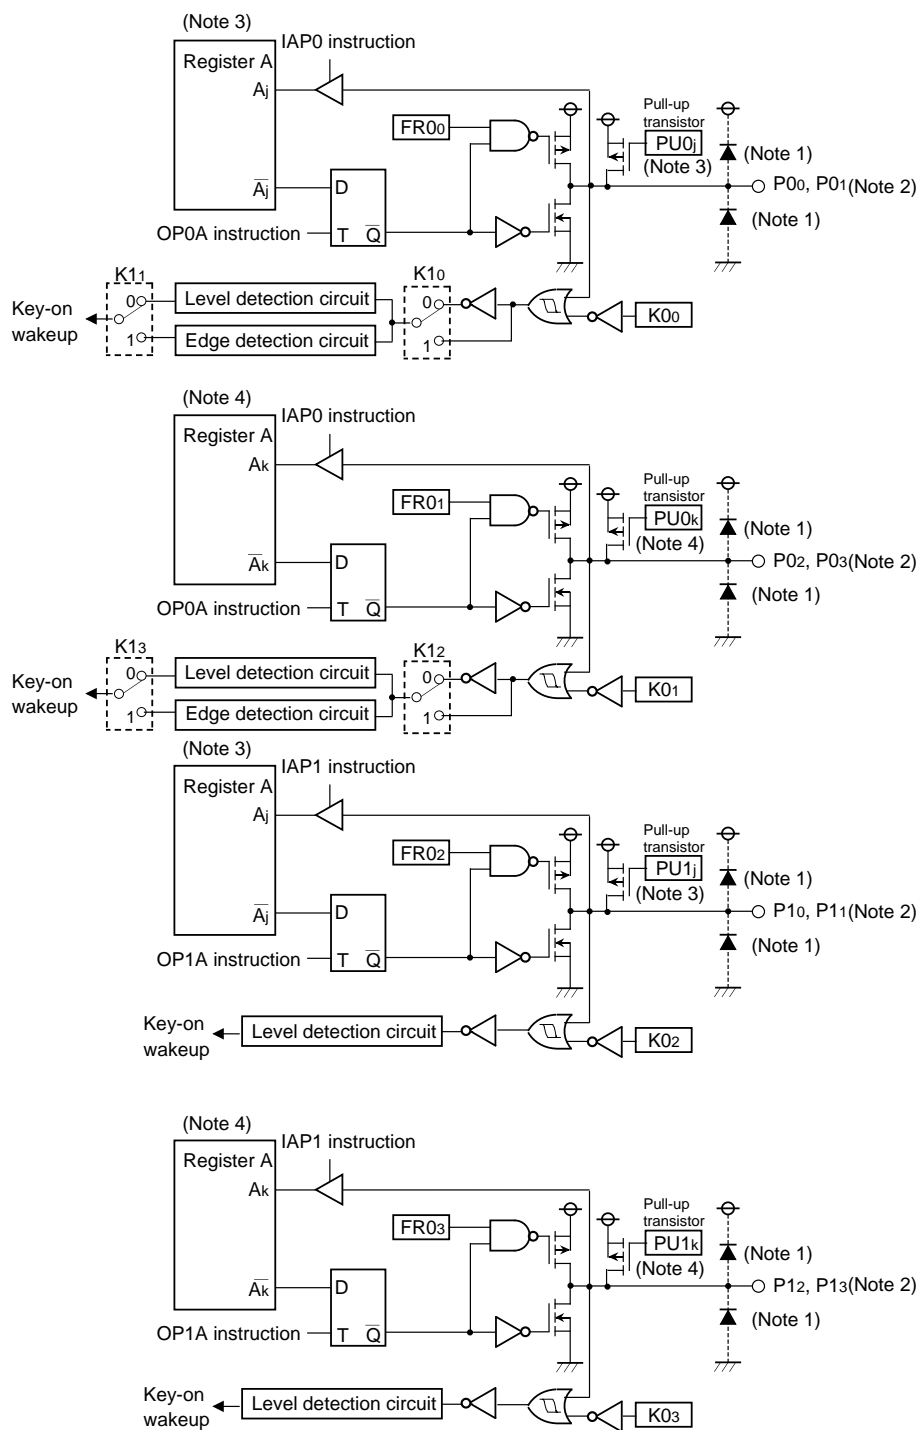 (Note 3)
IAP0 instruction
Register A
Aj
Pull-up
transistor
FR00
PU0j
(Note 3)
(Note 1)
A̅j
D
P00, P01(Note 2)
(Note 1)
OP0A instruction
T Q̅
K11
K10
0
Level detection circuit
0
Key-on
wakeup
K00
1
Edge detection circuit
1
(Note 4)
IAP0 instruction
Register A
Ak
Pull-up
transistor
FR01
PU0k
(Note 4)
(Note 1)
A̅k
D
P02, P03(Note 2)
(Note 1)
OP0A instruction
T Q̅
K13
K12
0
Level detection circuit
0
Key-on
wakeup
K01
1
Edge detection circuit
1
(Note 3)
IAP1 instruction
Register A
Aj
Pull-up
transistor
FR02
PU1j
(Note 3)
(Note 1)
A̅j
D
P10, P11(Note 2)
(Note 1)
OP1A instruction
T Q̅
Key-on
wakeup
Level detection circuit
K02
(Note 4)
IAP1 instruction
Register A
Ak
Pull-up
transistor
FR03
PU1k
(Note 4)
(Note 1)
A̅k
D
P12, P13(Note 2)
(Note 1)
OP1A instruction
T Q̅
Key-on
wakeup
Level detection circuit
K03